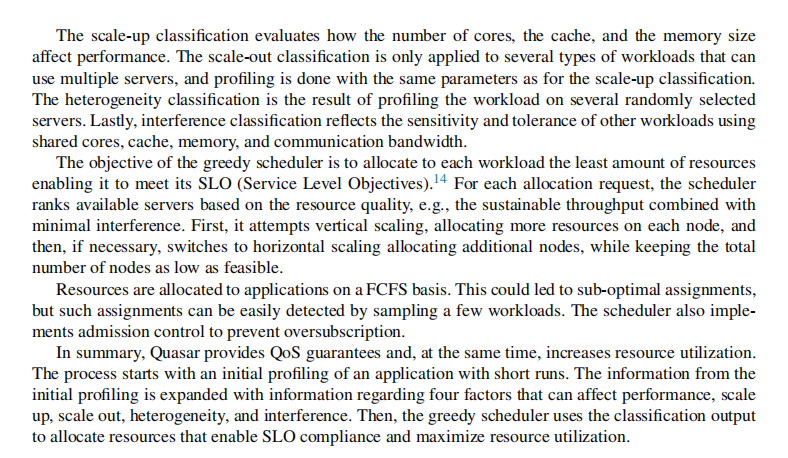 The scale-up classification evaluates how the number of cores, the cache, and the memory size
affect performance. The scale-out classification is only applied to several types of workloads that can
use multiple servers, and profiling is done with the same parameters as for the scale-up classification.
The heterogeneity classification is the result of profiling the workload on several randomly selected
servers. Lastly, interference classification reflects the sensitivity and tolerance of other workloads using
shared cores, cache, memory, and communication bandwidth.
The objective of the greedy scheduler is to allocate to each workload the least amount of resources
enabling it to meet its SLO (Service Level Objectives).14 For each allocation request, the scheduler
ranks available servers based on the resource quality, e.g., the sustainable throughput combined with
minimal interference. First, it attempts vertical scaling, allocating more resources on each node, and
then, if necessary, switches to horizontal scaling allocating additional nodes, while keeping the total
number of nodes as low as feasible.
Resources are allocated to applications on a FCFS basis. This could led to sub-optimal assignments,
but such assignments can be easily detected by sampling a few workloads. The scheduler also imple-
ments admission control to prevent oversubscription.
In summary, Quasar provides QoS guarantees and, at the same time, increases resource utilization.
The process starts with an initial profiling of an application with short runs. The information from the
initial profiling is expanded with information regarding four factors that can affect performance, scale
up, scale out, heterogeneity, and interference. Then, the greedy scheduler uses the classification output
to allocate resources that enable SLO compliance and maximize resource utilization.